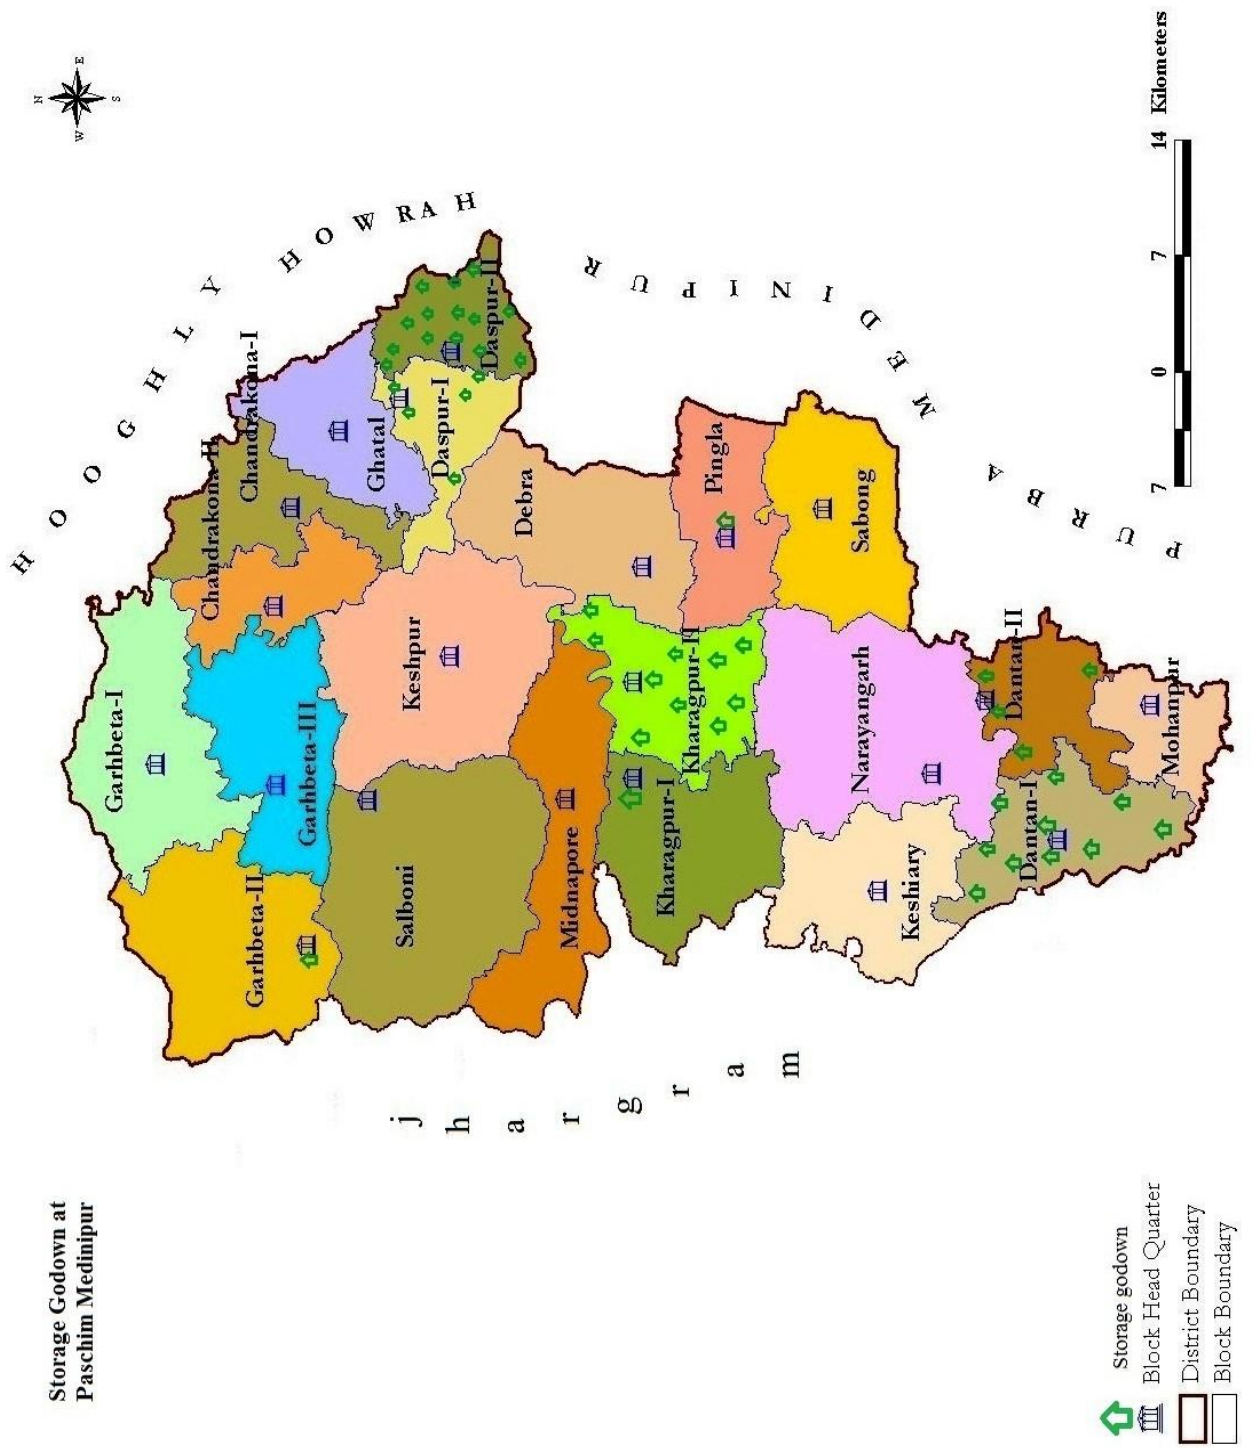 Storage Godown at
Paschim Medinipur
N
W
E
S
HOOGHLY
HOWRAH
PURBA MEDINIPUR
jhargram
Garhbeta-I
Garhbeta-II
Garhbeta-III
Chandrakona-II
Chandrakona-I
Ghatal
Daspur-I
Daspur-II
Keshpur
Salboni
Midnapore
Debra
Pingla
Sabong
Kharagpur-I
Kharagpur-II
Narayangarh
Keshiary
Dantan-I
Dantan-II
Mohanpur
Storage godown
Block Head Quarter
District Boundary
Block Boundary
7 0 7 14 Kilometers